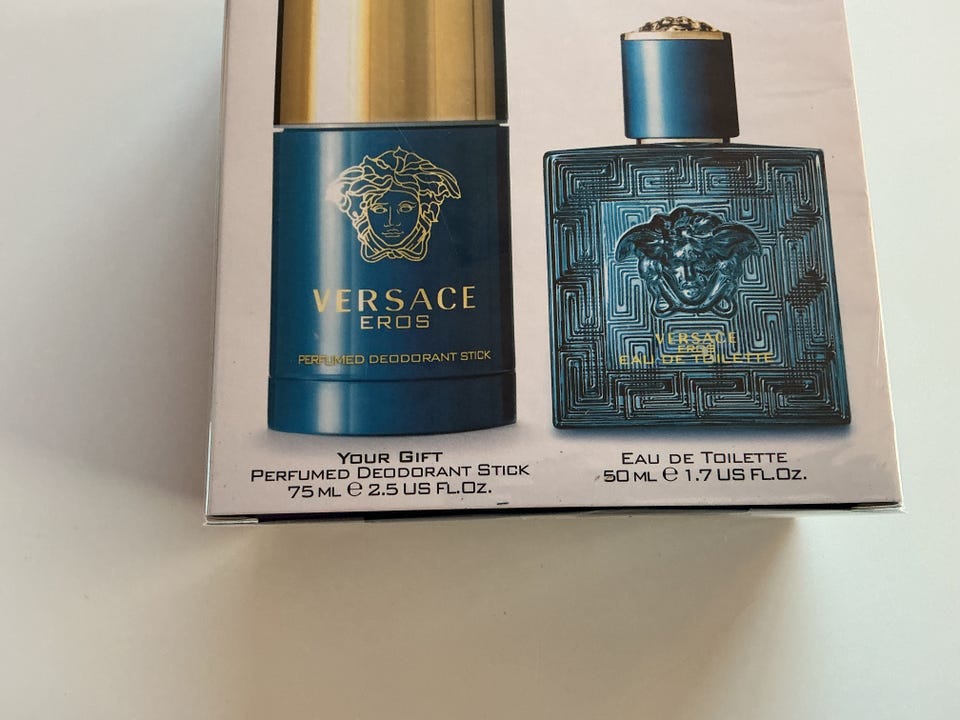 VERSACE
EROS
PERFUMED DEODORANT STICK
VERSACE
EROS
EAU DE TOILETTE
YOUR GIFT
PERFUMED DEODORANT STICK
75 ML ℮ 2.5 US FL.OZ.
EAU DE TOILETTE
50 ML ℮ 1.7 US FL.OZ.